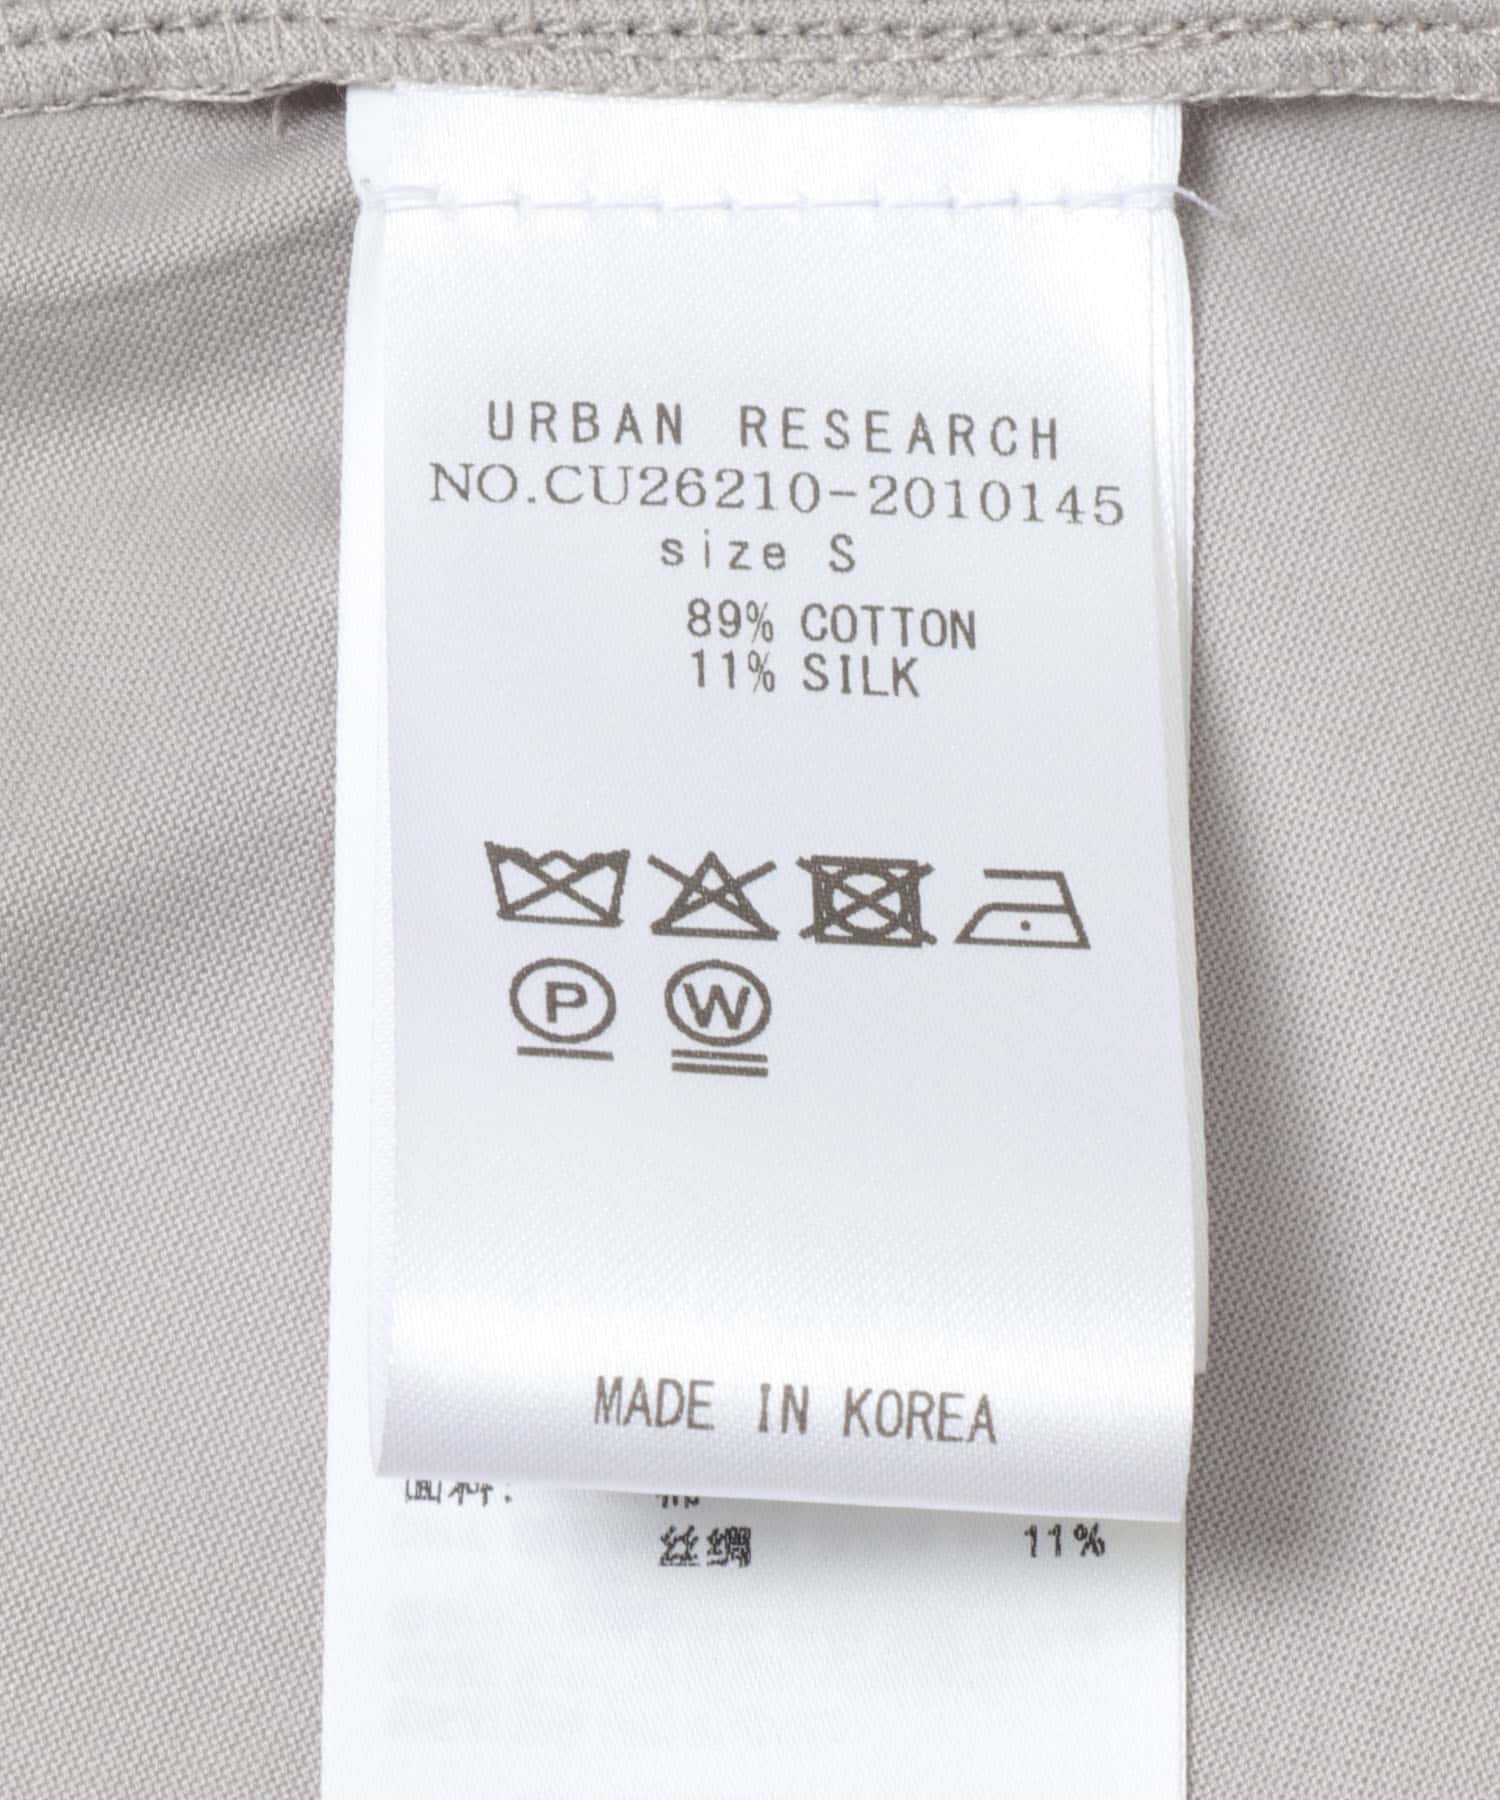 URBAN RESEARCH
NO.CU26210-2010145
size S
89% COTTON
11% SILK
P W
MADE IN KOREA
丝绸 11%